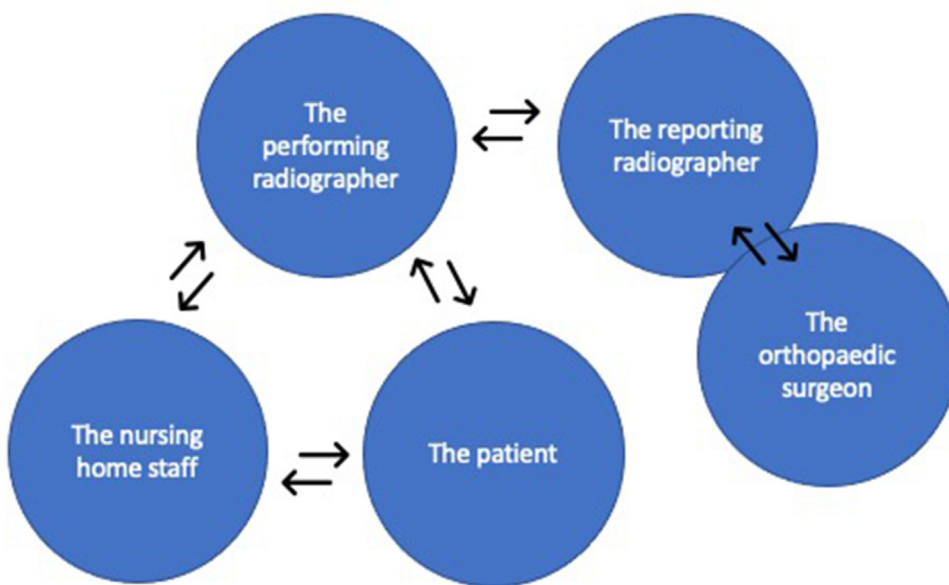 The
performing
radiographer
The reporting
radiographer
The
orthopaedic
surgeon
The nursing
home staff
The patient